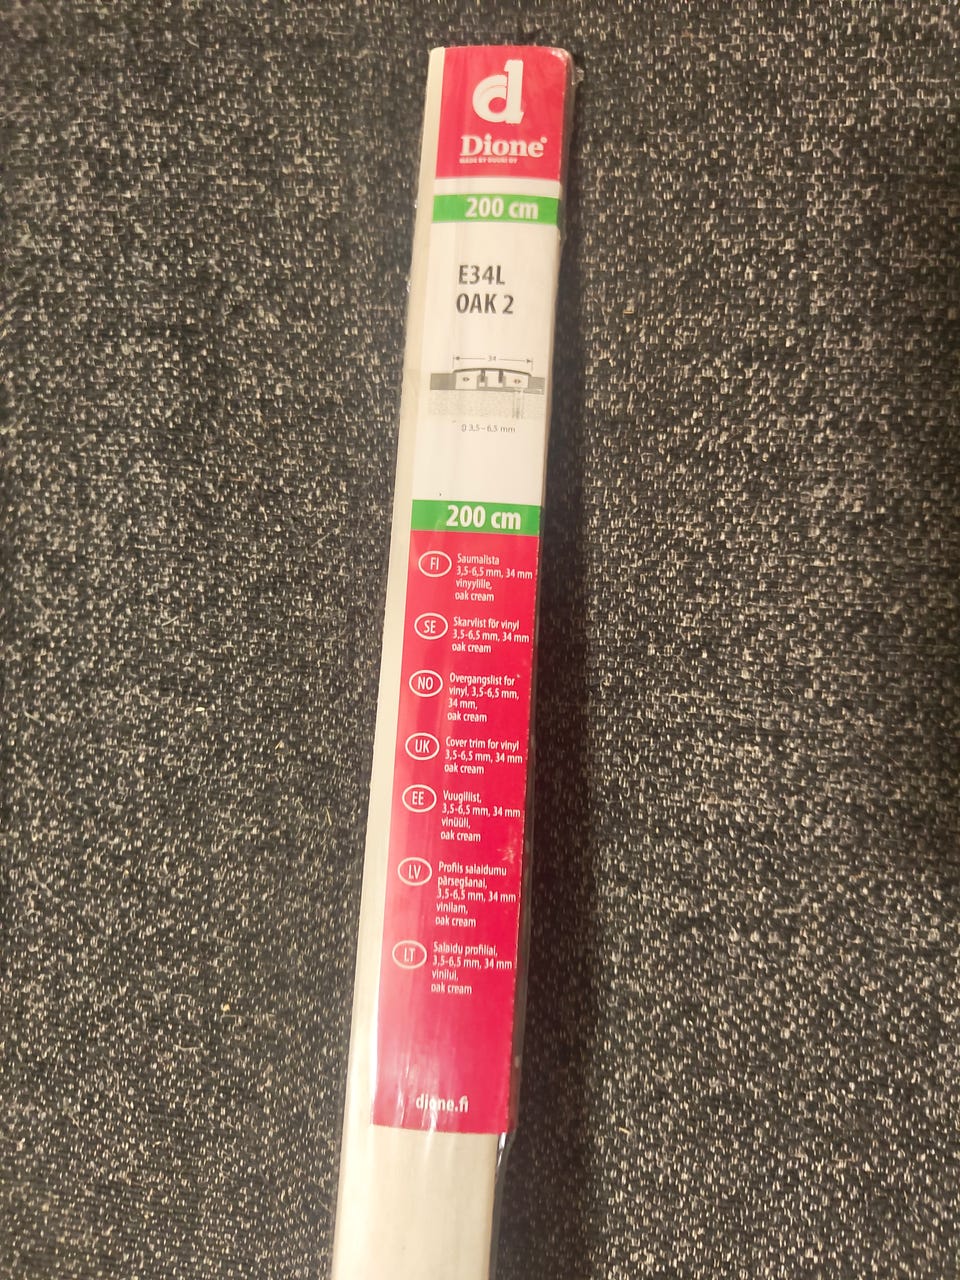 d
Dione®
MADE BY DUURI OY
200 cm
E34L
OAK 2
34
3,5–6,5 mm
200 cm
FI
Saumalista
3,5-6,5 mm, 34 mm
vinyylille,
oak cream
SE
Skarvlist för vinyl
3,5-6,5 mm, 34 mm
oak cream
NO
Overgangslist for
vinyl, 3,5-6,5 mm,
34 mm,
oak cream
UK
Cover trim for vinyl
3,5-6,5 mm, 34 mm
oak cream
EE
Vuugiliist,
3,5-6,5 mm, 34 mm
vinüüli,
oak cream
LV
Profils salaidumu
pārsegšanai,
3,5-6,5 mm, 34 mm
vinilam,
oak cream
LT
Salaidų profiliai,
3,5-6,5 mm, 34 mm
vinilui,
oak cream
dione.fi